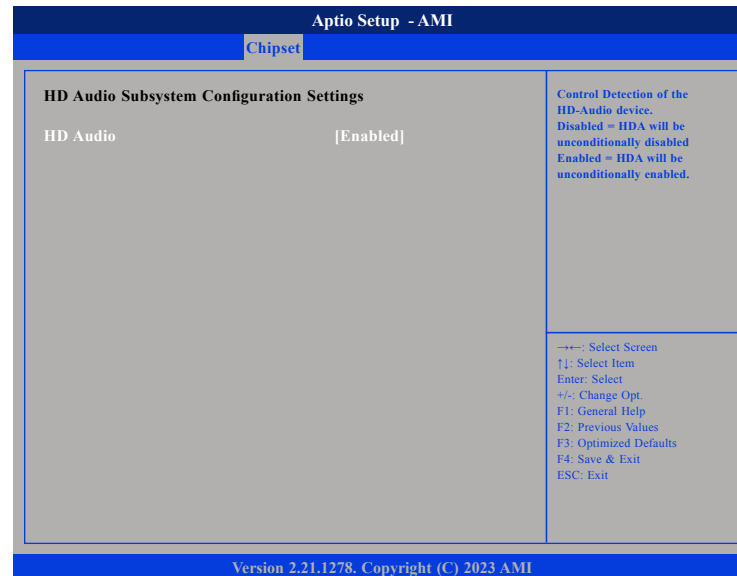 Aptio Setup - AMI
Chipset
HD Audio Subsystem Configuration Settings
HD Audio [Enabled]
Control Detection of the
HD-Audio device.
Disabled = HDA will be
unconditionally disabled
Enabled = HDA will be
unconditionally enabled.
→←: Select Screen
↑↓: Select Item
Enter: Select
+/-: Change Opt.
F1: General Help
F2: Previous Values
F3: Optimized Defaults
F4: Save & Exit
ESC: Exit
Version 2.21.1278. Copyright (C) 2023 AMI